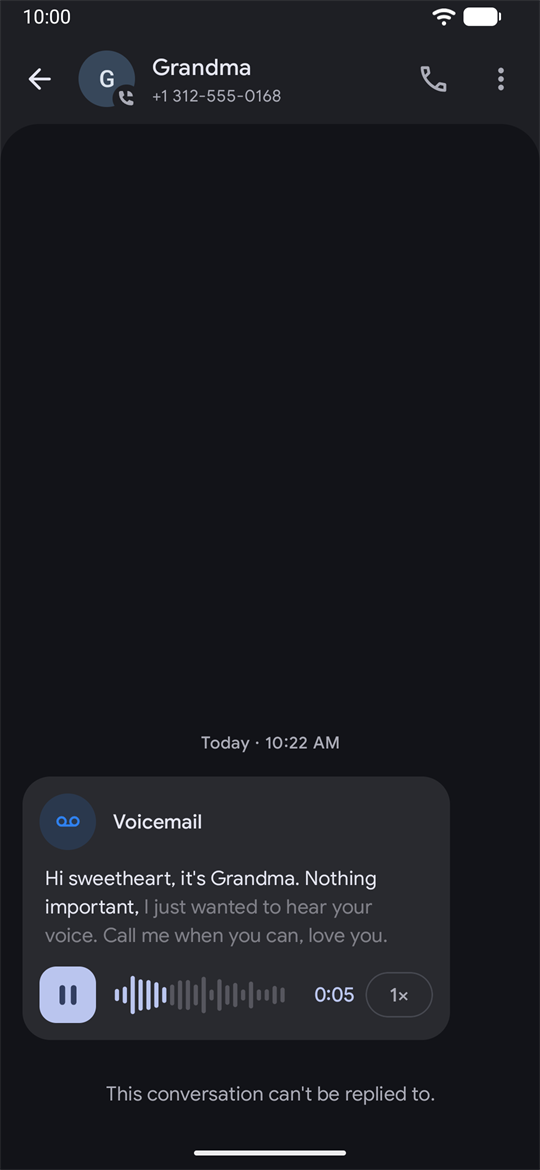 10:00
G
Grandma
+1 312-555-0168
Today · 10:22 AM
Voicemail
Hi sweetheart, it's Grandma. Nothing
important, I just wanted to hear your
voice. Call me when you can, love you.
0:05
1×
This conversation can't be replied to.